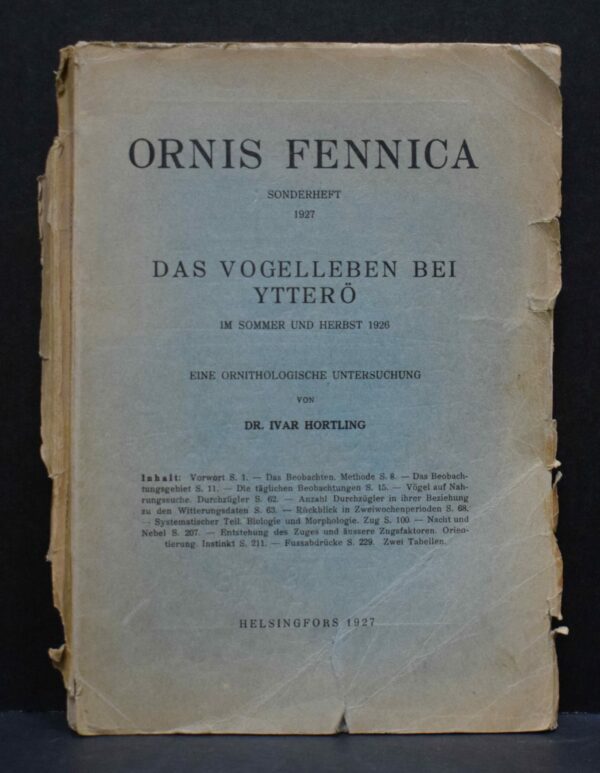 ORNIS FENNICA
SONDERHEFT
1927
DAS VOGELLEBEN BEI
YTTERÖ
IM SOMMER UND HERBST 1926
EINE ORNITHOLOGISCHE UNTERSUCHUNG
VON
DR. IVAR HORTLING
Inhalt: Vorwort S. 1. — Das Beobachten. Methode S. 8. — Das Beobach-
tungsgebiet S. 11. — Die täglichen Beobachtungen S. 15. — Vögel auf Nah-
rungssuche. Durchzügler S. 62. — Anzahl Durchzügler in ihrer Beziehung
zu den Witterungsdaten S. 63. — Rückblick in Zweiwochenperioden S. 68.
— Systematischer Teil. Biologie und Morphologie. Zug S. 100. — Nacht und
Nebel S. 207. — Entstehung des Zuges und äussere Zugsfaktoren. Orien-
tierung. Instinkt S. 211. — Fussabdrücke S. 229. Zwei Tabellen.
HELSINGFORS 1927